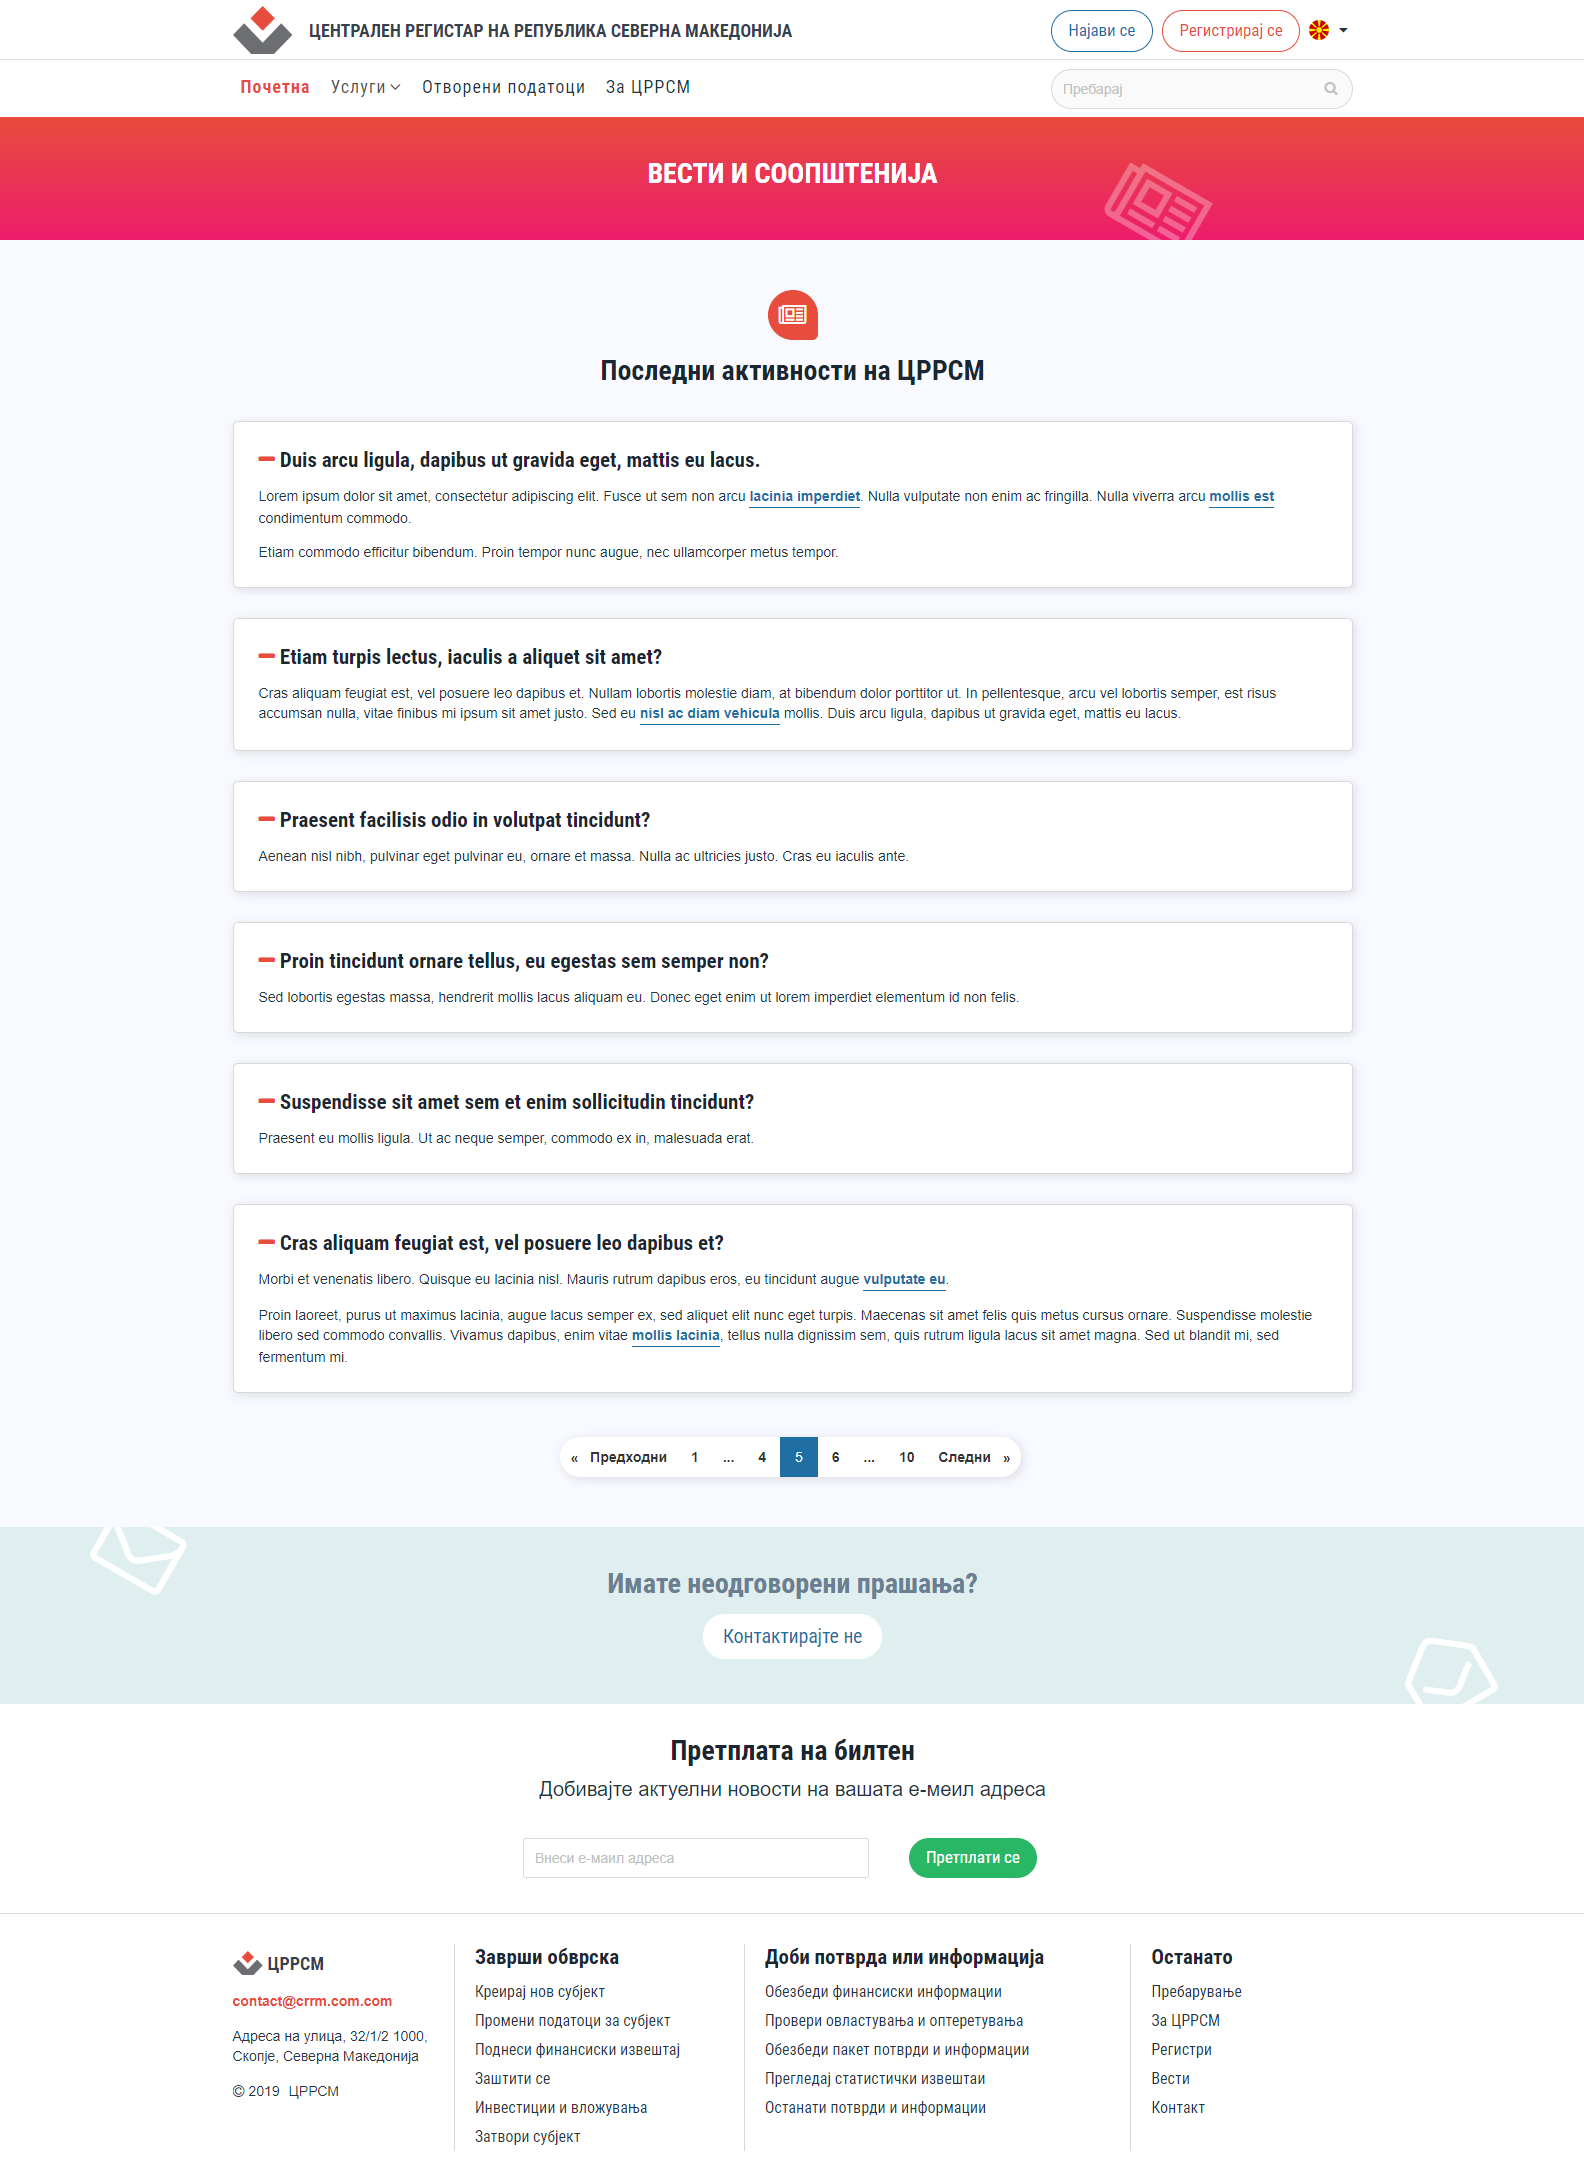 ЦЕНТРАЛЕН РЕГИСТАР НА РЕПУБЛИКА СЕВЕРНА МАКЕДОНИЈА
Најави се
Регистрирај се
Почетна
Услуги
Отворени податоци
За ЦРРСМ
Пребарај
ВЕСТИ И СООПШТЕНИЈА
Последни активности на ЦРРСМ
Duis arcu ligula, dapibus ut gravida eget, mattis eu lacus.
Lorem ipsum dolor sit amet, consectetur adipiscing elit. Fusce ut sem non arcu lacinia imperdiet. Nulla vulputate non enim ac fringilla. Nulla viverra arcu mollis est
condimentum commodo.
Etiam commodo efficitur bibendum. Proin tempor nunc augue, nec ullamcorper metus tempor.
Etiam turpis lectus, iaculis a aliquet sit amet?
Cras aliquam feugiat est, vel posuere leo dapibus et. Nullam lobortis molestie diam, at bibendum dolor porttitor ut. In pellentesque, arcu vel lobortis semper, est risus
accumsan nulla, vitae finibus mi ipsum sit amet justo. Sed eu nisl ac diam vehicula mollis. Duis arcu ligula, dapibus ut gravida eget, mattis eu lacus.
Praesent facilisis odio in volutpat tincidunt?
Aenean nisl nibh, pulvinar eget pulvinar eu, ornare et massa. Nulla ac ultricies justo. Cras eu iaculis ante.
Proin tincidunt ornare tellus, eu egestas sem semper non?
Sed lobortis egestas massa, hendrerit mollis lacus aliquam eu. Donec eget enim ut lorem imperdiet elementum id non felis.
Suspendisse sit amet sem et enim sollicitudin tincidunt?
Praesent eu mollis ligula. Ut ac neque semper, commodo ex in, malesuada erat.
Cras aliquam feugiat est, vel posuere leo dapibus et?
Morbi et venenatis libero. Quisque eu lacinia nisl. Mauris rutrum dapibus eros, eu tincidunt augue vulputate eu.
Proin laoreet, purus ut maximus lacinia, augue lacus semper ex, sed aliquet elit nunc eget turpis. Maecenas sit amet felis quis metus cursus ornare. Suspendisse molestie
libero sed commodo convallis. Vivamus dapibus, enim vitae mollis lacinia, tellus nulla dignissim sem, quis rutrum ligula lacus sit amet magna. Sed ut blandit mi, sed
fermentum mi.
« Предходни 1 ... 4 5 6 ... 10 Следни »
Имате неодговорени прашања?
Контактирајте не
Претплата на билтен
Добивајте актуелни новости на вашата е-меил адреса
Внеси е-маил адреса
Претплати се
ЦРРСМ
contact@crrm.com.com
Адреса на улица, 32/1/2 1000,
Скопје, Северна Македонија
© 2019 ЦРРСМ
Заврши обврска
Креирај нов субјект
Промени податоци за субјект
Поднеси финансиски извештај
Заштити се
Инвестиции и вложувања
Затвори субјект
Доби потврда или информација
Обезбеди финансиски информации
Провери овластувања и оптеретувања
Обезбеди пакет потврди и информации
Прегледај статистички извештаи
Останати потврди и информации
Останато
Пребарување
За ЦРРСМ
Регистри
Вести
Контакт